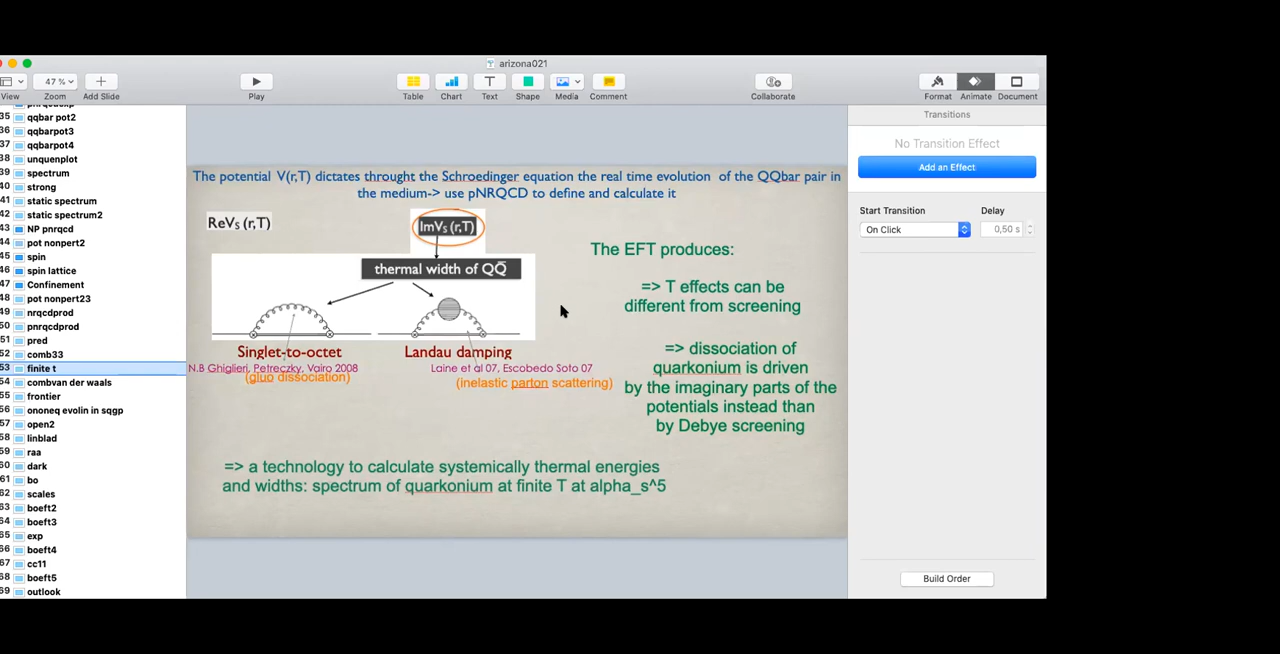 arizona021
47 %
View
Zoom
Add Slide
Play
Table
Chart
Text
Shape
Media
Comment
Collaborate
Format
Animate
Document
35 qqbar pot2
36 qqbarpot3
37 qqbarpot4
38 unquenplot
39 spectrum
40 strong
41 static spectrum
42 static spectrum2
43 NP pnrqcd
44 pot nonpert2
45 spin
46 spin lattice
47 Confinement
48 pot nonpert23
49 nrqcdprod
50 pnrqcdprod
51 pred
52 comb33
53 finite t
54 combvan der waals
55 frontier
56 ononeq evolin in sqgp
57 open2
58 linblad
59 raa
60 dark
61 bo
62 scales
63 boeft2
64 boeft3
65 exp
66 boeft4
67 cc11
68 boeft5
69 outlook
The potential V(r,T) dictates throught the Schroedinger equation the real time evolution of the QQbar pair in
the medium-> use pNRQCD to define and calculate it
ReVs (r,T)
ImVs (r,T)
thermal width of QQ̄
Singlet-to-octet
N.B Ghiglieri, Petreczky, Vairo 2008
(gluo dissociation)
Landau damping
Laine et al 07, Escobedo Soto 07
(inelastic parton scattering)
The EFT produces:
=> T effects can be
different from screening
=> dissociation of
quarkonium is driven
by the imaginary parts of the
potentials instead than
by Debye screening
=> a technology to calculate systemically thermal energies
and widths: spectrum of quarkonium at finite T at alpha_s^5
Transitions
No Transition Effect
Add an Effect
Start Transition
Delay
On Click
0,50 s
Build Order